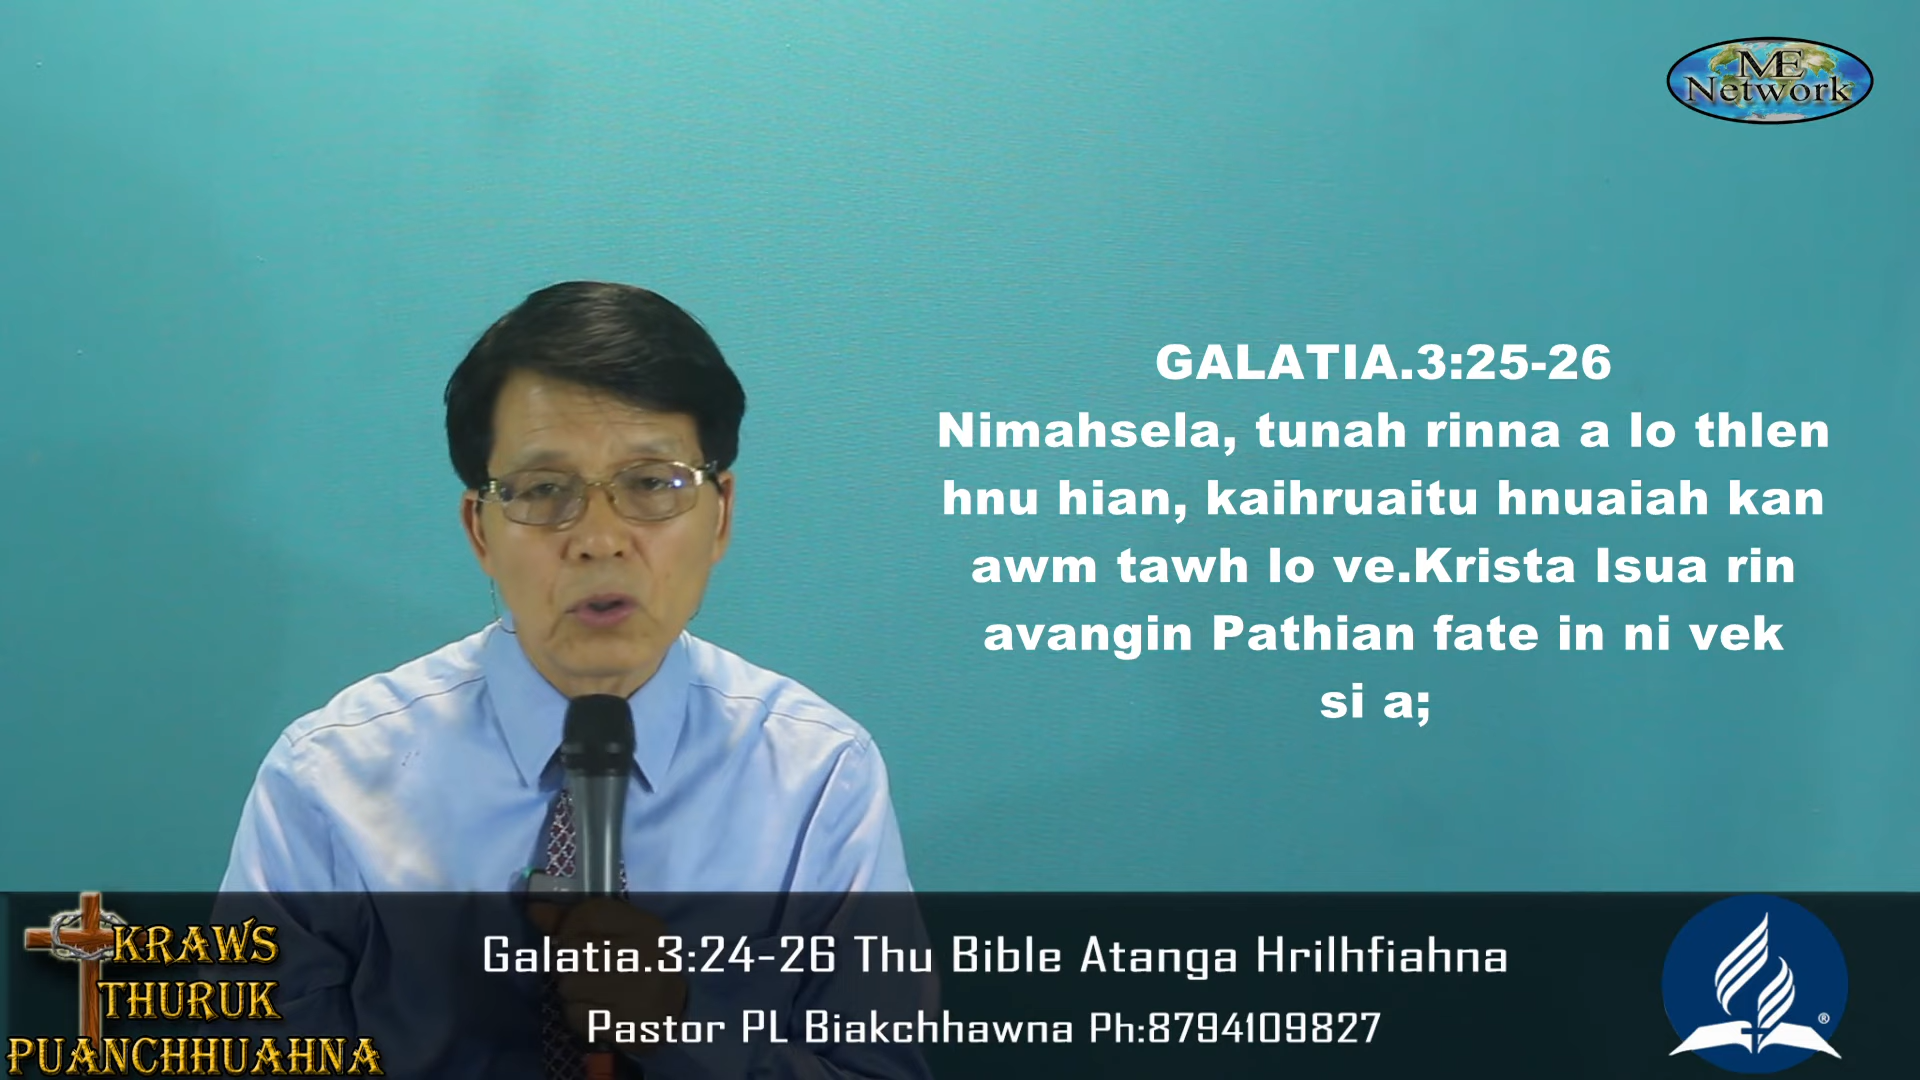 ME
Network
GALATIA.3:25-26
Nimahsela, tunah rinna a lo thlen
hnu hian, kaihruaitu hnuaiah kan
awm tawh lo ve.Krista Isua rin
avangin Pathian fate in ni vek
si a;
KRAWS
THURUK
PUANCHHUAHNA
Galatia.3:24-26 Thu Bible Atanga Hrilhfiahna
Pastor PL Biakchhawna Ph:8794109827
®